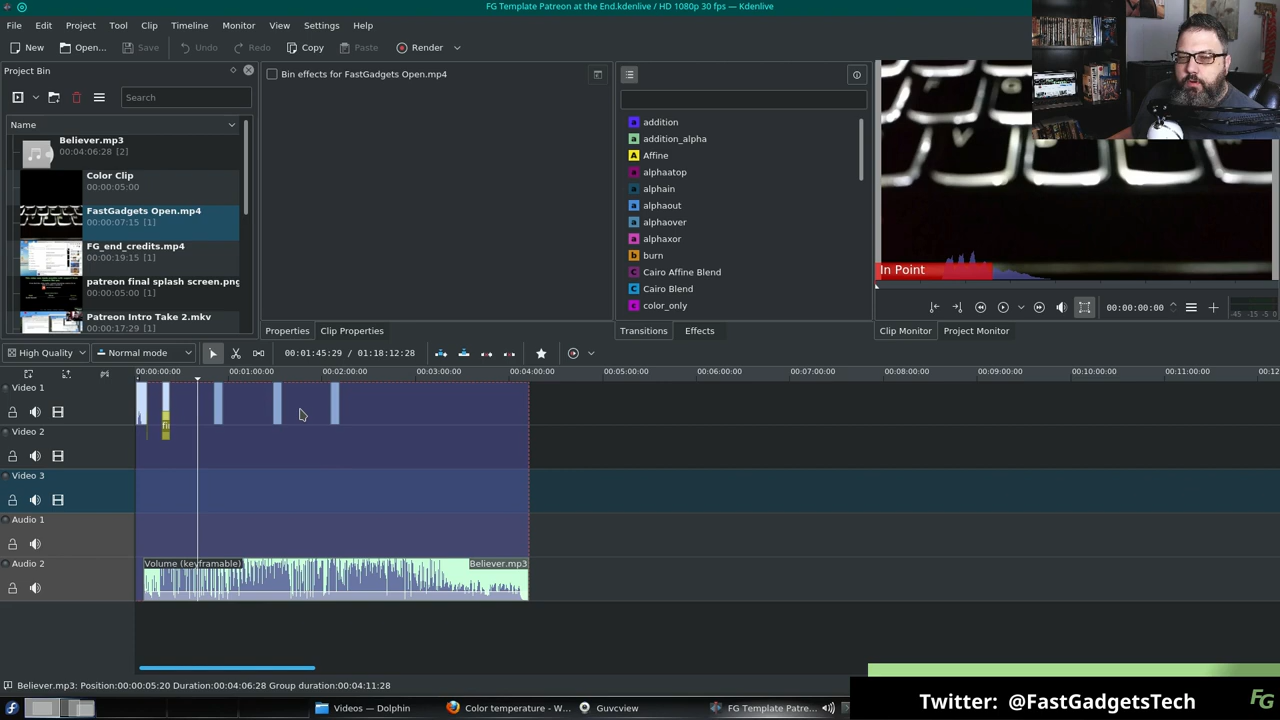 FG Template Patreon at the End.kdenlive / HD 1080p 30 fps — Kdenlive
File Edit Project Tool Clip Timeline Monitor View Settings Help
New Open... Save Undo Redo Copy Paste Render
Project Bin
Search
Name
Believer.mp3
00:04:06:28 [2]
Color Clip
00:00:05:00
FastGadgets Open.mp4
00:00:07:15 [1]
FG_end_credits.mp4
00:00:19:15 [1]
patreon final splash screen.png
00:00:05:00 [1]
Patreon Intro Take 2.mkv
00:00:17:29 [1]
Bin effects for FastGadgets Open.mp4
Properties Clip Properties
addition
addition_alpha
Affine
alphaatop
alphain
alphaout
alphaover
alphaxor
burn
Cairo Affine Blend
Cairo Blend
color_only
Transitions Effects
In Point
00:00:00:00
-45 -15 -5 0
Clip Monitor Project Monitor
High Quality Normal mode 00:01:45:29 / 01:18:12:28
00:00:00:00 00:01:00:00 00:02:00:00 00:03:00:00 00:04:00:00 00:05:00:00 00:06:00:00 00:07:00:00 00:08:00:00 00:09:00:00 00:10:00:00 00:11:00:00 00:12
Video 1
Video 2
Video 3
Audio 1
Audio 2
Volume (keyframable) Believer.mp3
Believer.mp3: Position:00:00:05:20 Duration:00:04:06:28 Group duration:00:04:11:28
Videos — Dolphin Color temperature - W... Guvcview FG Template Patre...
Twitter: @FastGadgetsTech
FG